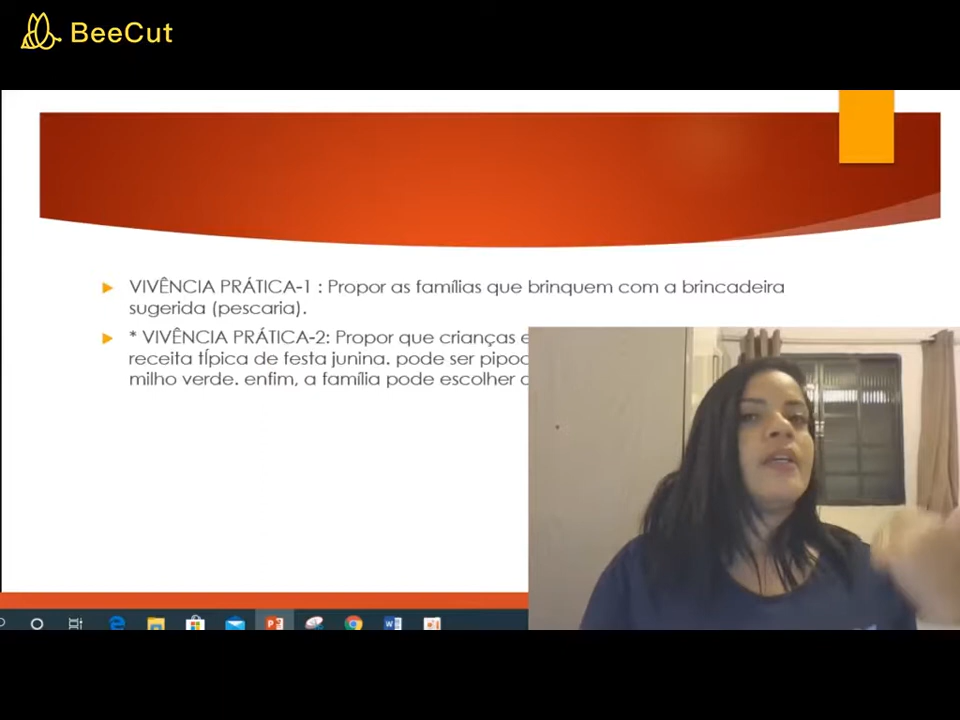 BeeCut
VIVÊNCIA PRÁTICA-1 : Propor as famílias que brinquem com a brincadeira
sugerida (pescaria).
* VIVÊNCIA PRÁTICA-2: Propor que crianças e
receita tÍpica de festa junina. pode ser pipoc
milho verde. enfim, a família pode escolher